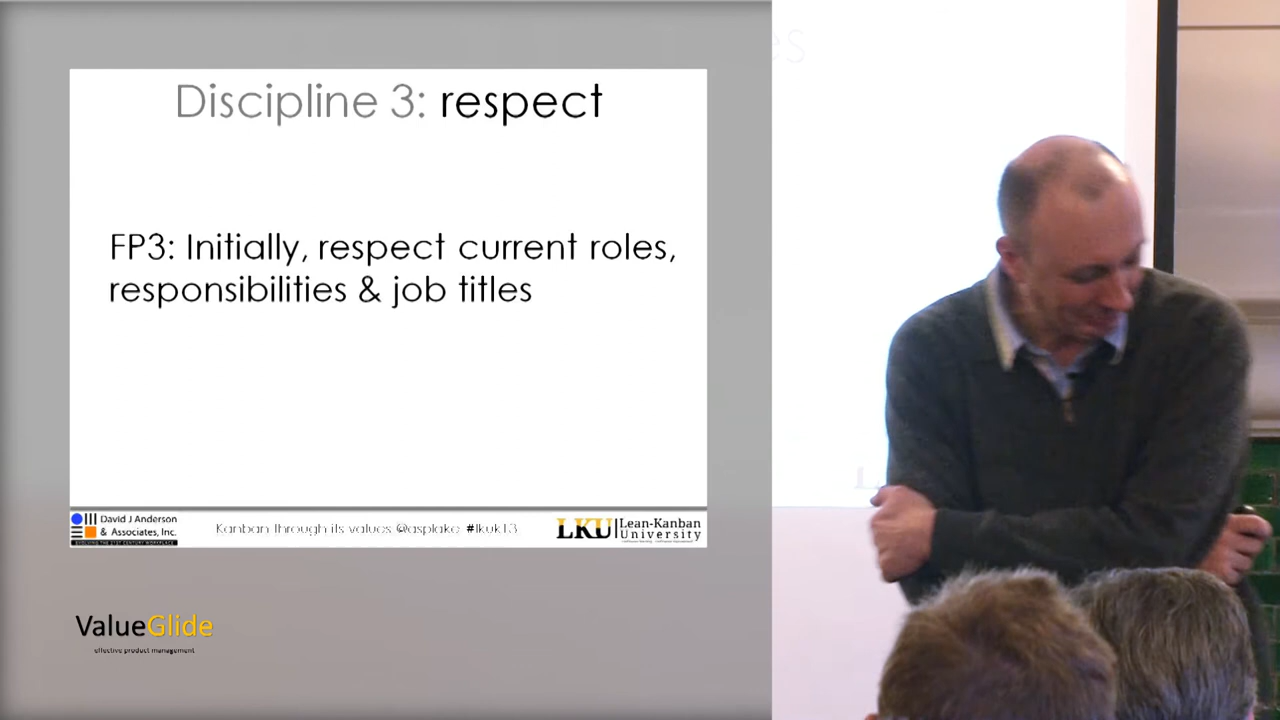 Discipline 3: respect
FP3: Initially, respect current roles,
responsibilities & job titles
David J Anderson
& Associates, Inc.
Kanban through its values @asplake #lkuk13
LKU
Lean-Kanban
University
ValueGlide
effective product management
es